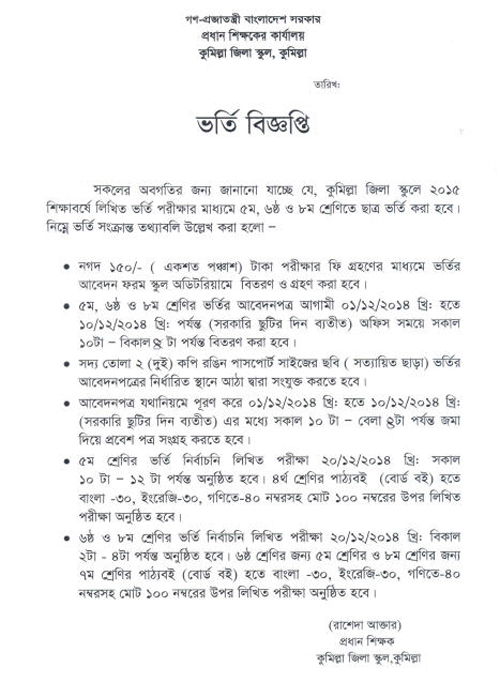 গণ-প্রজাতন্ত্রী বাংলাদেশ সরকার
প্রধান শিক্ষকের কার্যালয়
কুমিল্লা জিলা স্কুল, কুমিল্লা
তারিখ:
ভর্তি বিজ্ঞপ্তি
সকলের অবগতির জন্য জানানো যাচ্ছে যে, কুমিল্লা জিলা স্কুলে ২০১৫
শিক্ষাবর্ষে লিখিত ভর্তি পরীক্ষার মাধ্যমে ৫ম, ৬ষ্ঠ ও ৮ম শ্রেণিতে ছাত্র ভর্তি করা হবে।
নিম্নে ভর্তি সংক্রান্ত তথ্যাবলি উল্লেখ করা হলো –
• নগদ ১৫০/- ( একশত পঞ্চাশ) টাকা পরীক্ষার ফি গ্রহণের মাধ্যমে ভর্তির
আবেদন ফরম স্কুল অডিটরিয়ামে বিতরণ ও গ্রহণ করা হবে।
• ৫ম, ৬ষ্ঠ ও ৮ম শ্রেণির ভর্তির আবেদনপত্র আগামী ০১/১২/২০১৪ খ্রি: হতে
১০/১২/২০১৪ খ্রি: পর্যন্ত (সরকারি ছুটির দিন ব্যতীত) অফিস সময়ে সকাল
১০টা – বিকাল টা পর্যন্ত বিতরণ করা হবে।
• সদ্য তোলা ২ (দুই) কপি রঙিন পাসপোর্ট সাইজের ছবি ( সত্যায়িত ছাড়া) ভর্তির
আবেদনপত্রের নির্ধারিত স্থানে আঠা দ্বারা সংযুক্ত করতে হবে।
• আবেদনপত্র যথানিয়মে পূরণ করে ০১/১২/২০১৪ খ্রি: হতে ১০/১২/২০১৪ খ্রি:
(সরকারি ছুটির দিন ব্যতীত) এর মধ্যে সকাল ১০ টা – বেলা ২টা পর্যন্ত জমা
দিয়ে প্রবেশ পত্র সংগ্রহ করতে হবে।
• ৫ম শ্রেণির ভর্তি নির্বাচনি লিখিত পরীক্ষা ২০/১২/২০১৪ খ্রি: সকাল
১০ টা – ১২ টা পর্যন্ত অনুষ্ঠিত হবে। ৪র্থ শ্রেণির পাঠ্যবই (বোর্ড বই) হতে
বাংলা -৩০, ইংরেজি-৩০, গণিতে-৪০ নম্বরসহ মোট ১০০ নম্বরের উপর লিখিত
পরীক্ষা অনুষ্ঠিত হবে।
• ৬ষ্ঠ ও ৮ম শ্রেণির ভর্তি নির্বাচনি লিখিত পরীক্ষা ২০/১২/২০১৪ খ্রি: বিকাল
২টা - ৪টা পর্যন্ত অনুষ্ঠিত হবে। ৬ষ্ঠ শ্রেণির জন্য ৫ম শ্রেণির ও ৮ম শ্রেণির জন্য
৭ম শ্রেণির পাঠ্যবই (বোর্ড বই) হতে বাংলা -৩০, ইংরেজি-৩০, গণিতে-৪০
নম্বরসহ মোট ১০০ নম্বরের উপর লিখিত পরীক্ষা অনুষ্ঠিত হবে।
(রাশেদা আক্তার)
প্রধান শিক্ষক
কুমিল্লা জিলা স্কুল,কুমিল্লা